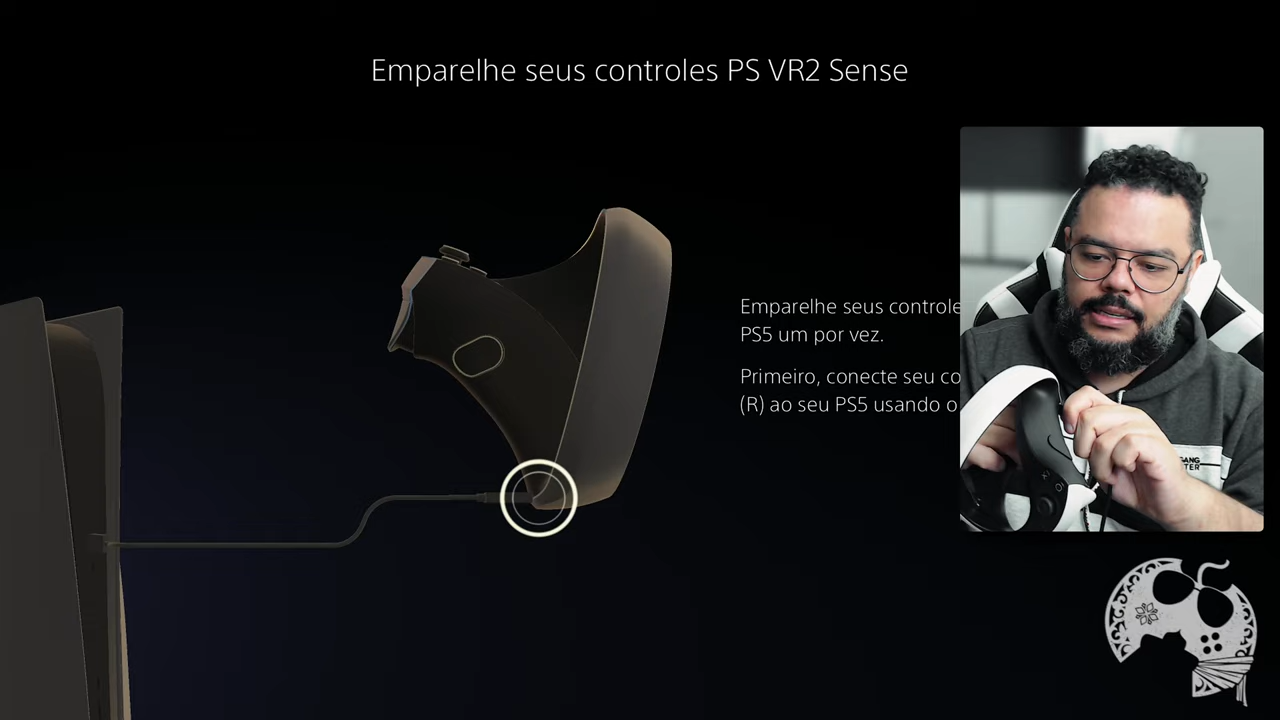 Emparelhe seus controles PS VR2 Sense
Emparelhe seus controle
PS5 um por vez.
Primeiro, conecte seu co
(R) ao seu PS5 usando o